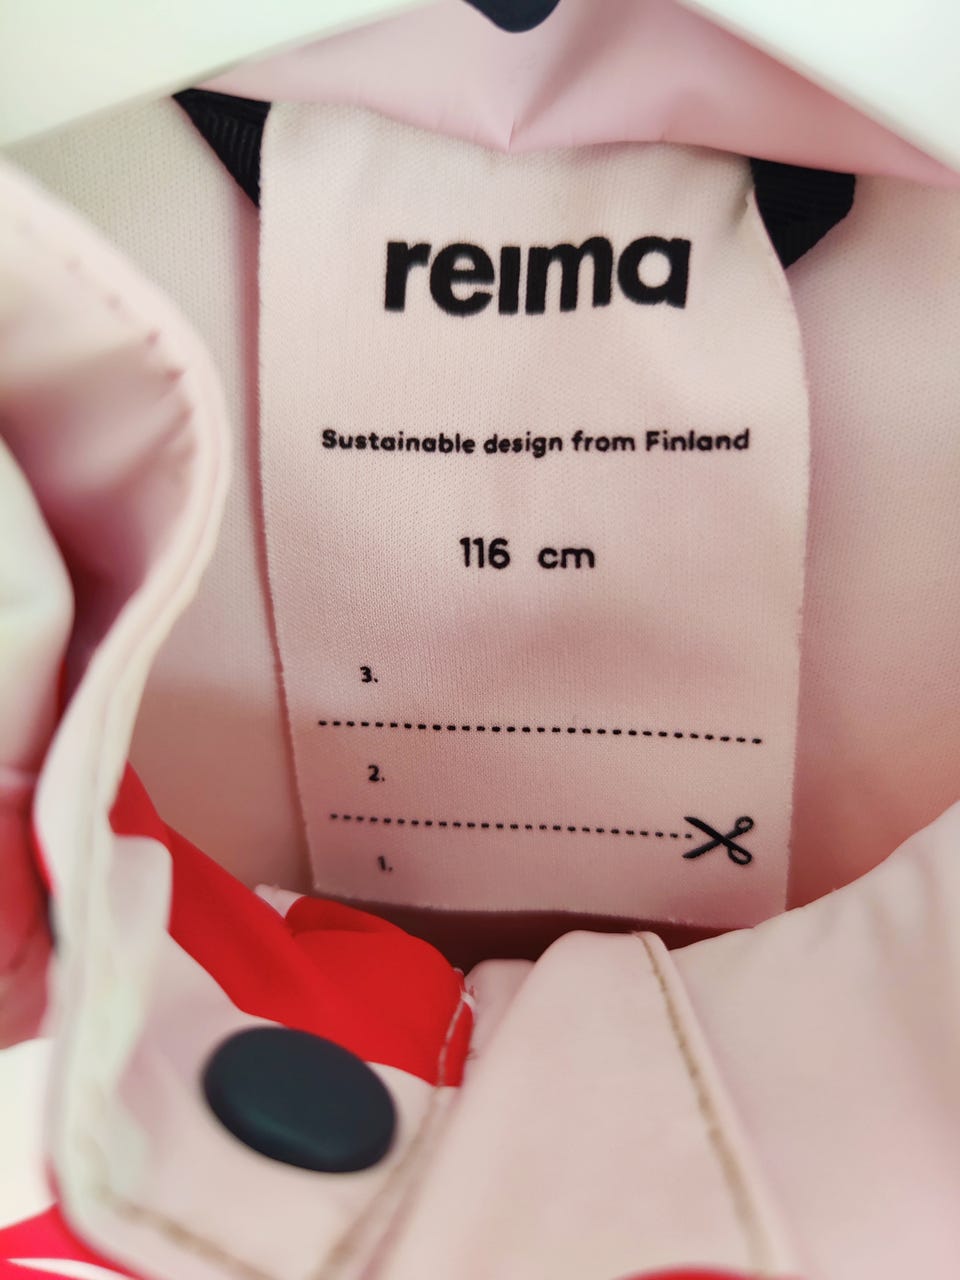 reima
Sustainable design from Finland
116 cm
3.
2.
1.